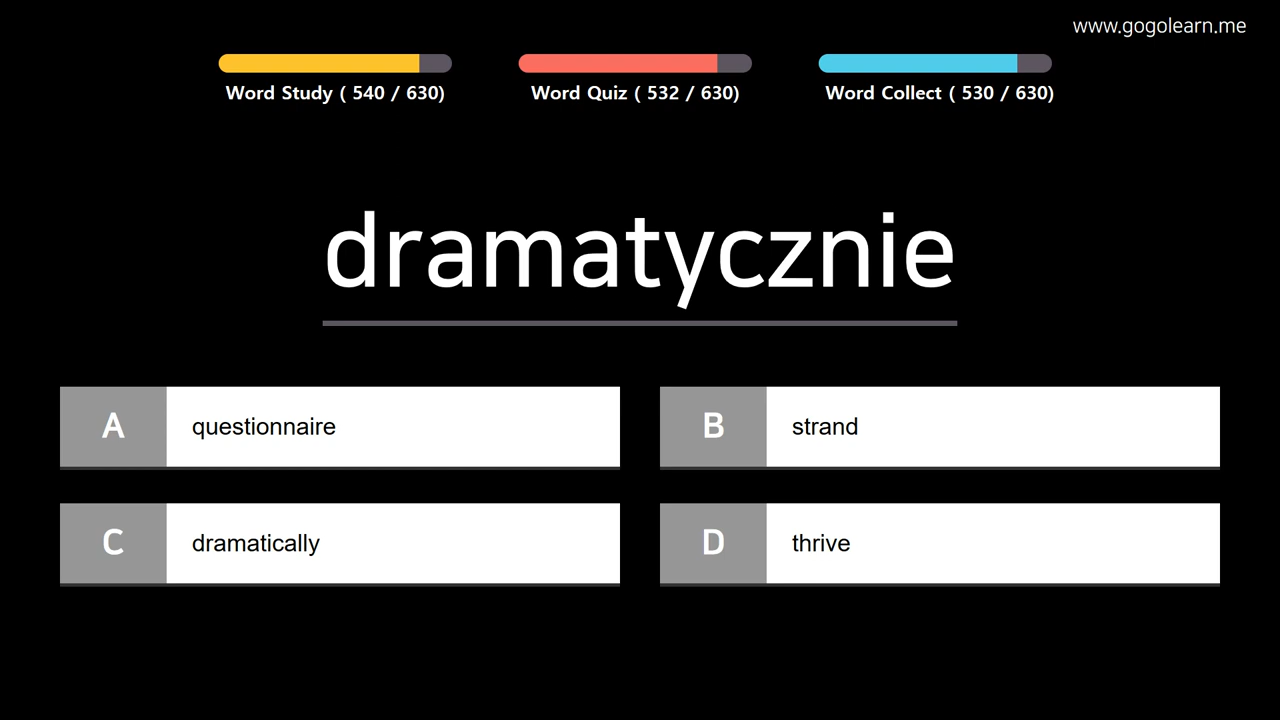 www.gogolearn.me
Word Study ( 540 / 630)
Word Quiz ( 532 / 630)
Word Collect ( 530 / 630)
dramatycznie
A questionnaire
B strand
C dramatically
D thrive